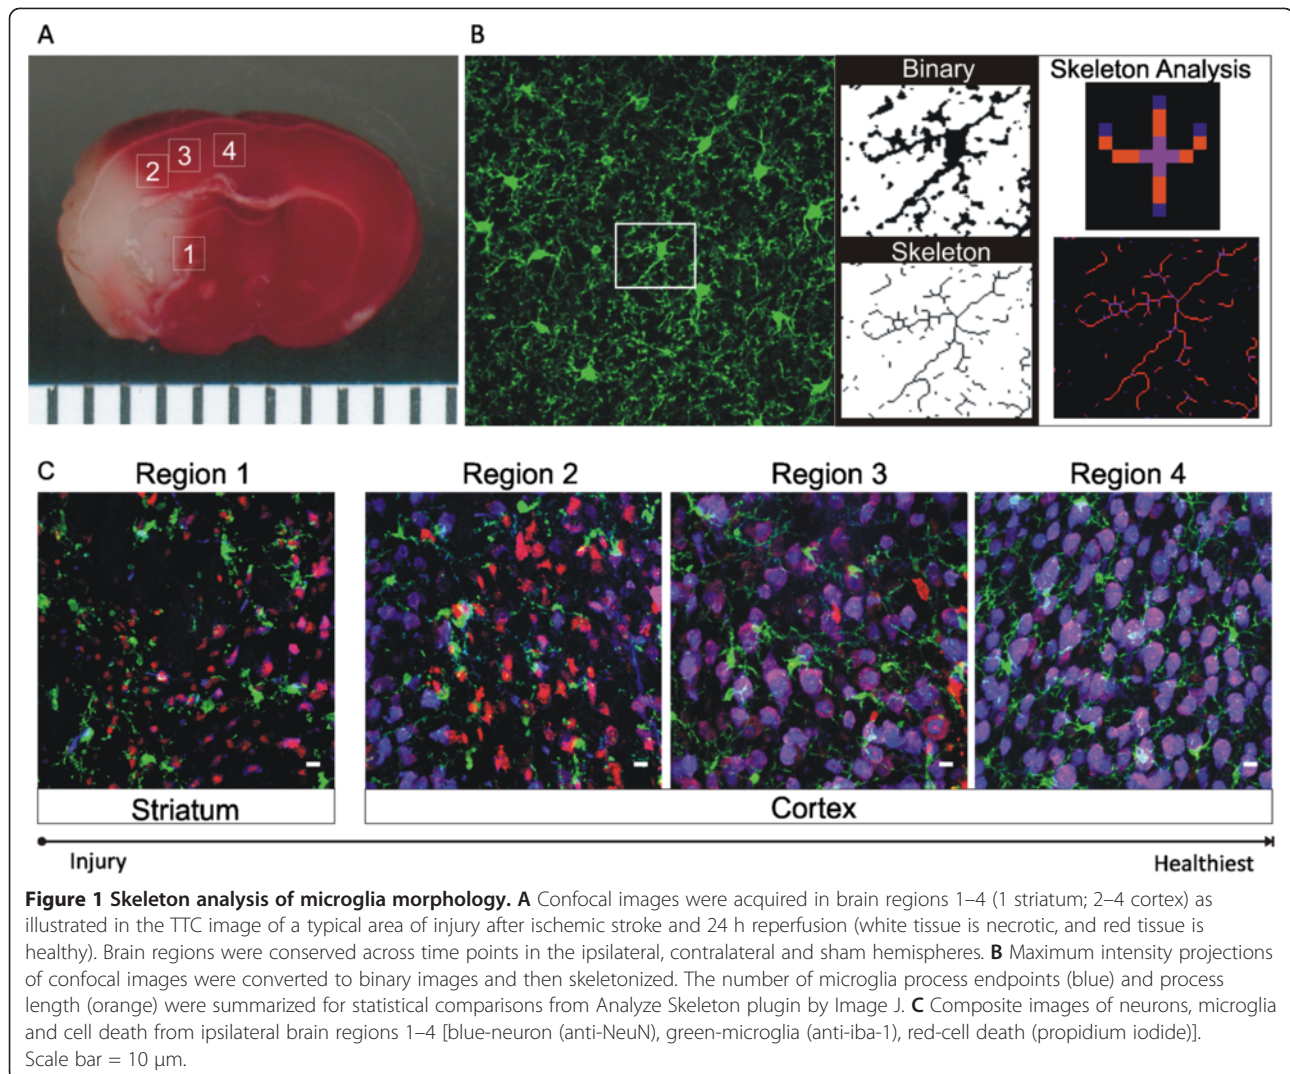 A
B
1
2
3
4
Binary
Skeleton
Skeleton Analysis
C
Region 1
Region 2
Region 3
Region 4
Striatum
Cortex
Injury
Healthiest
Figure 1 Skeleton analysis of microglia morphology. A Confocal images were acquired in brain regions 1–4 (1 striatum; 2–4 cortex) as
illustrated in the TTC image of a typical area of injury after ischemic stroke and 24 h reperfusion (white tissue is necrotic, and red tissue is
healthy). Brain regions were conserved across time points in the ipsilateral, contralateral and sham hemispheres. B Maximum intensity projections
of confocal images were converted to binary images and then skeletonized. The number of microglia process endpoints (blue) and process
length (orange) were summarized for statistical comparisons from Analyze Skeleton plugin by Image J. C Composite images of neurons, microglia
and cell death from ipsilateral brain regions 1–4 [blue-neuron (anti-NeuN), green-microglia (anti-iba-1), red-cell death (propidium iodide)].
Scale bar = 10 μm.